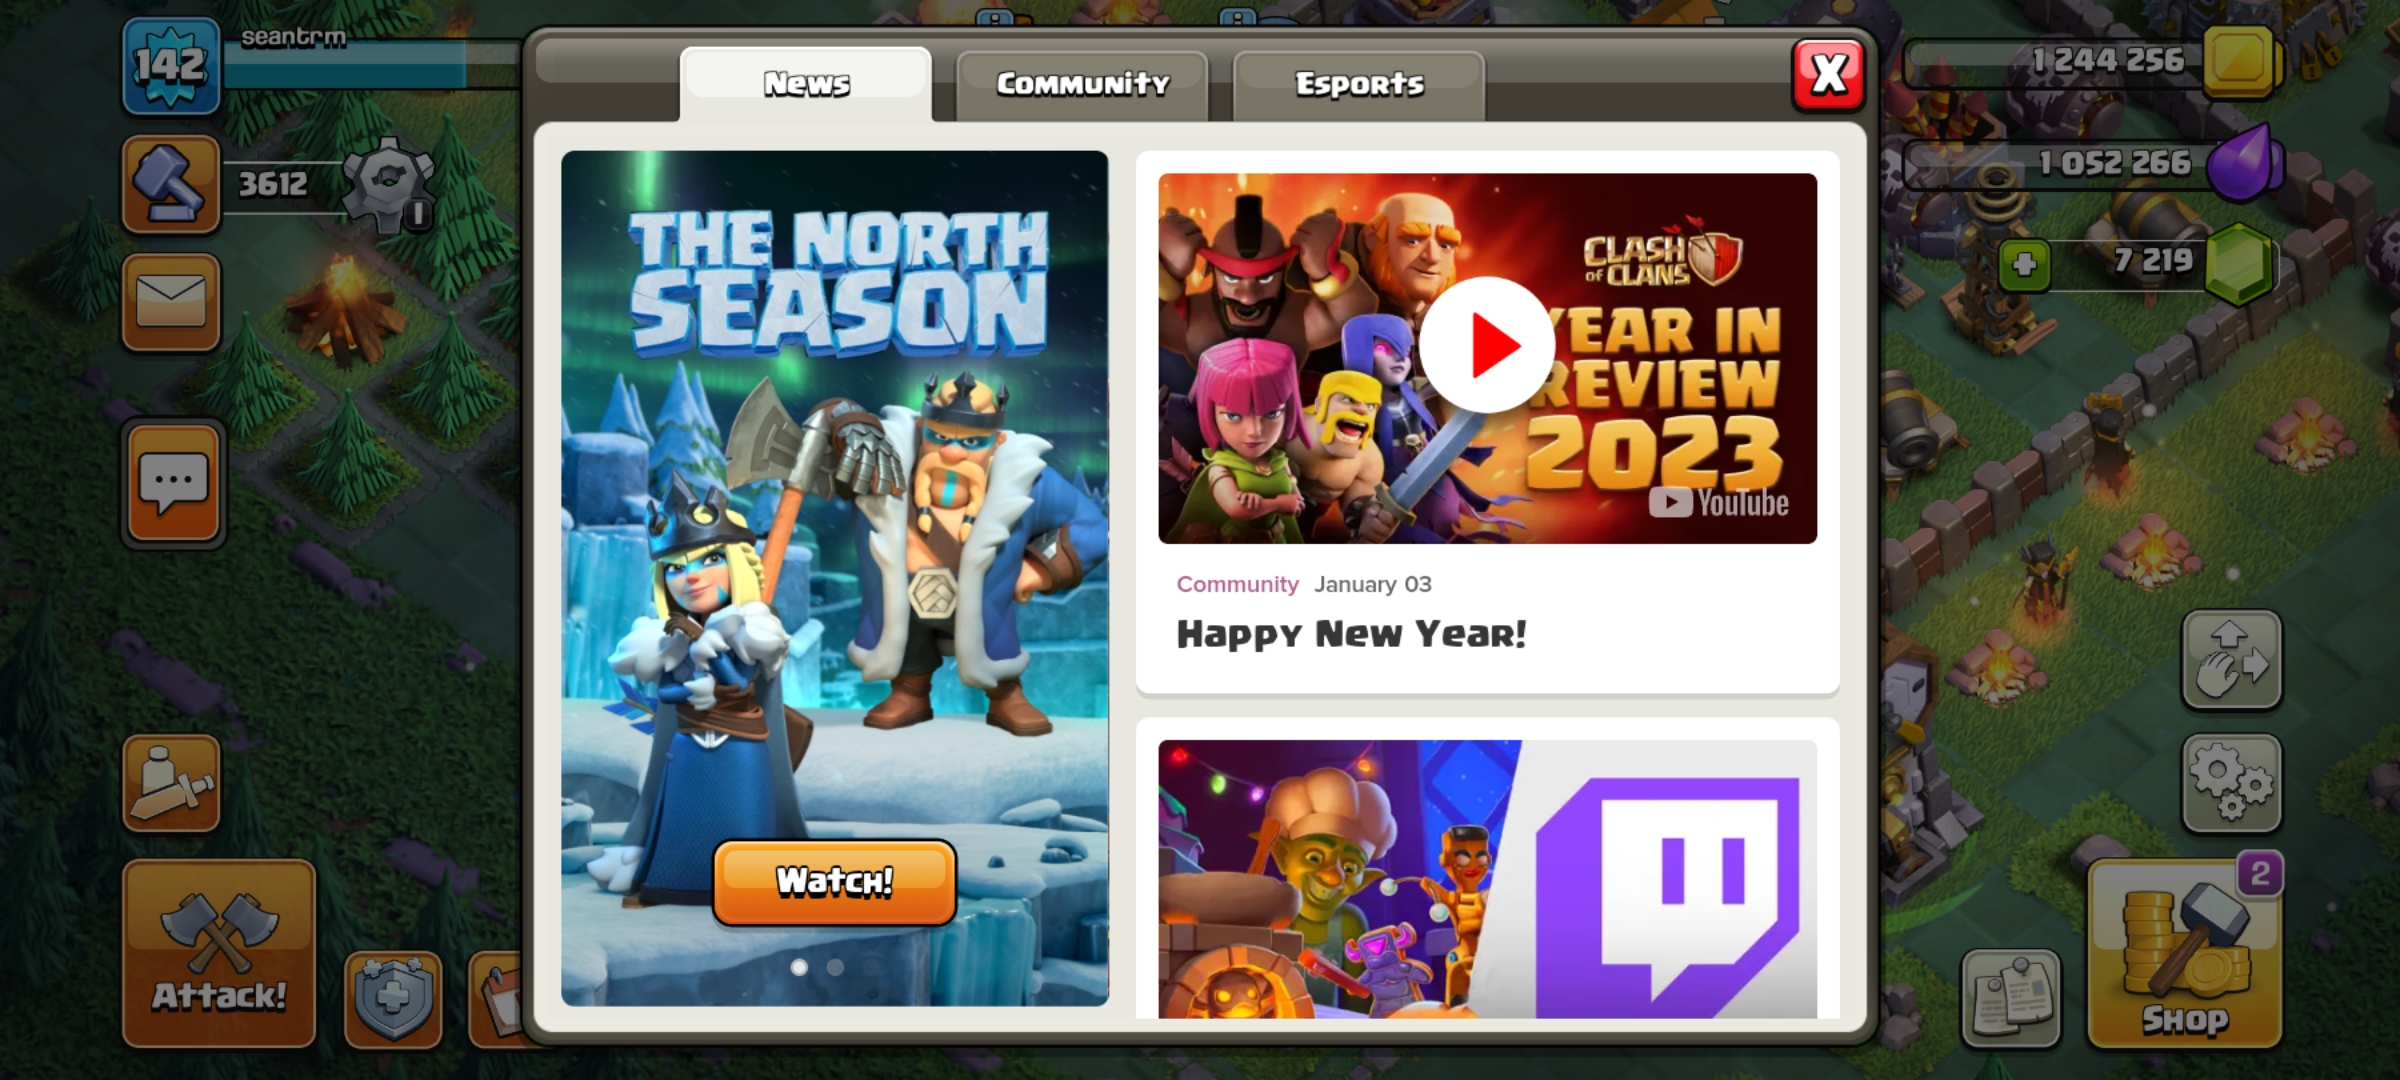 142
seantrm
3612
News
Community
Esports
X
1 244 256
1 052 266
7 219
THE NORTH
SEASON
Watch!
CLASH
OF CLANS
YEAR IN
REVIEW
2023
YouTube
Community January 03
Happy New Year!
Attack!
2
Shop